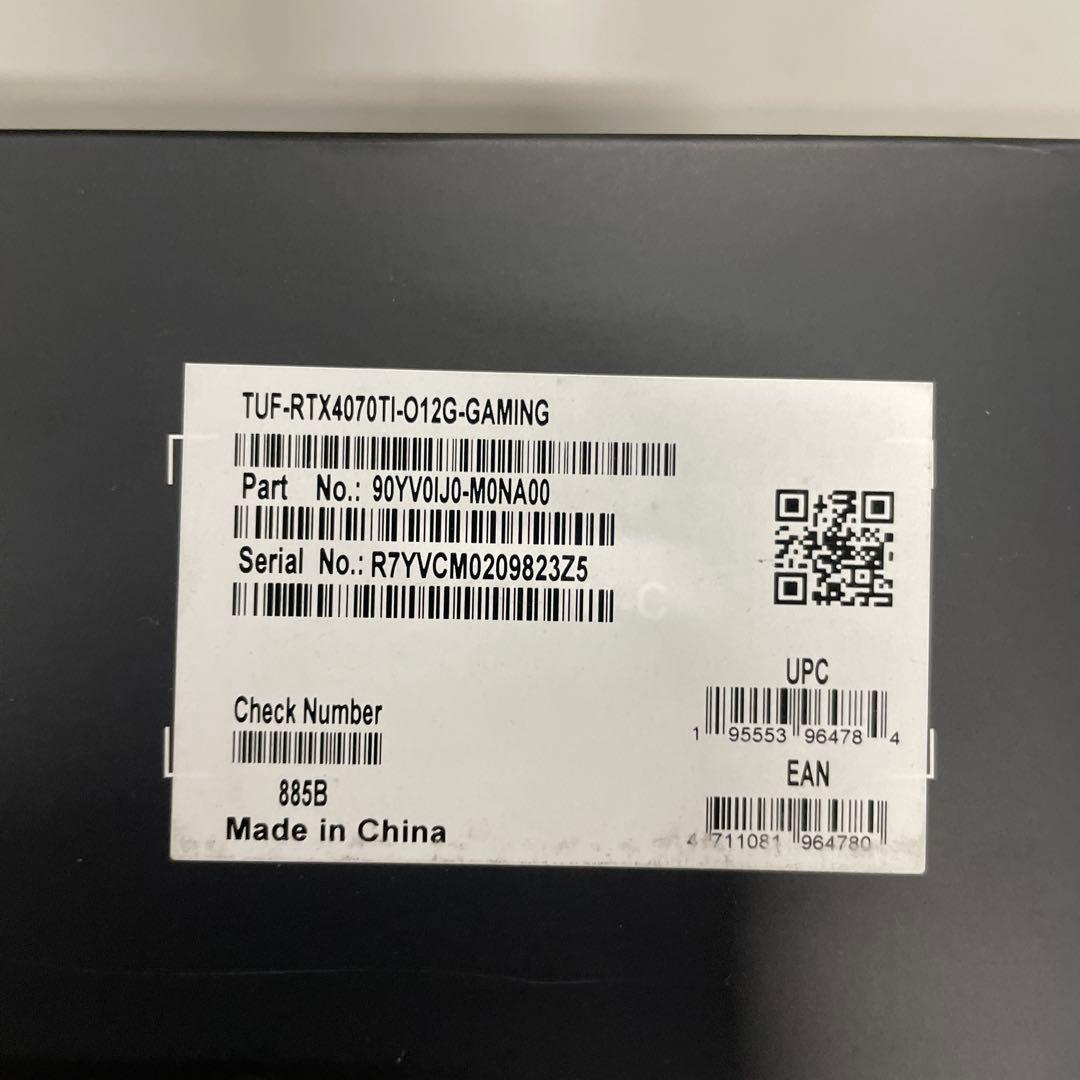 TUF-RTX4070TI-O12G-GAMING
Part No.: 90YV0IJ0-M0NA00
Serial No.: R7YVCM0209823Z5
C
UPC
1 95553 96478 4
Check Number
885B
EAN
4 711081 964780
Made in China